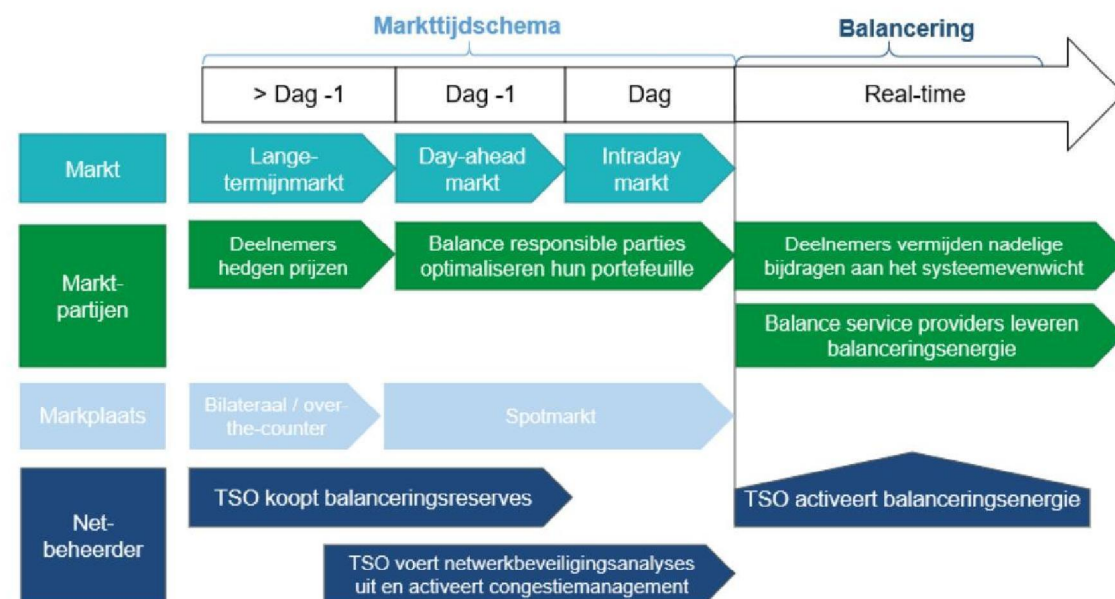 Markttijdschema
Balancering
> Dag -1
Dag -1
Dag
Real-time
Markt
Lange-
termijnmarkt
Day-ahead
markt
Intraday
markt
Markt-
partijen
Deelnemers
hedgen prijzen
Balance responsible parties
optimaliseren hun portefeuille
Deelnemers vermijden nadelige
bijdragen aan het systeemevenwicht
Balance service providers leveren
balanceringsenergie
Markplaats
Bilateraal / over-
the-counter
Spotmarkt
Net-
beheerder
TSO koopt balanceringsreserves
TSO activeert balanceringsenergie
TSO voert netwerkbeveiligingsanalyses
uit en activeert congestiemanagement